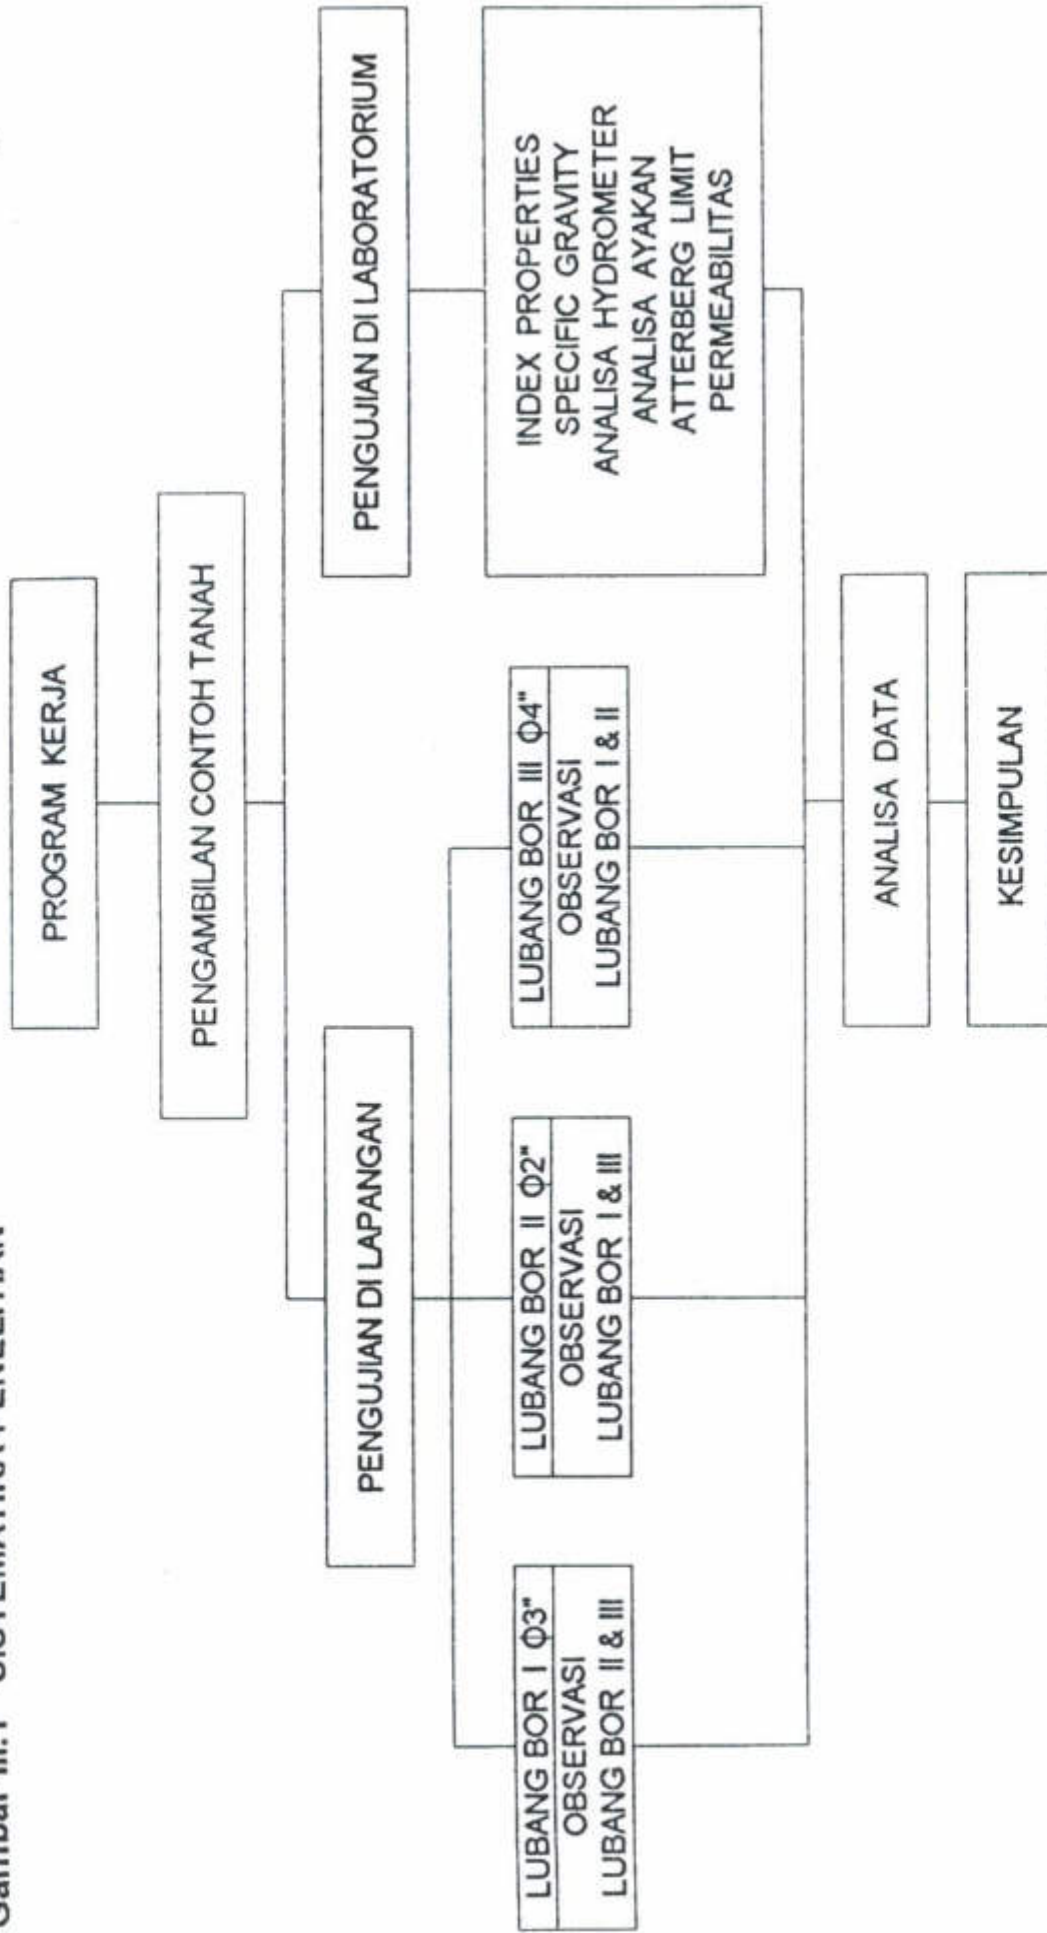 PROGRAM KERJA
PENGAMBILAN CONTOH TANAH
PENGUJIAN DI LAPANGAN
PENGUJIAN DI LABORATORIUM
LUBANG BOR I Φ3"
OBSERVASI
LUBANG BOR II & III
LUBANG BOR II Φ2"
OBSERVASI
LUBANG BOR I & III
LUBANG BOR III Φ4"
OBSERVASI
LUBANG BOR I & II
INDEX PROPERTIES
SPECIFIC GRAVITY
ANALISA HYDROMETER
ANALISA AYAKAN
ATTERBERG LIMIT
PERMEABILITAS
ANALISA DATA
KESIMPULAN